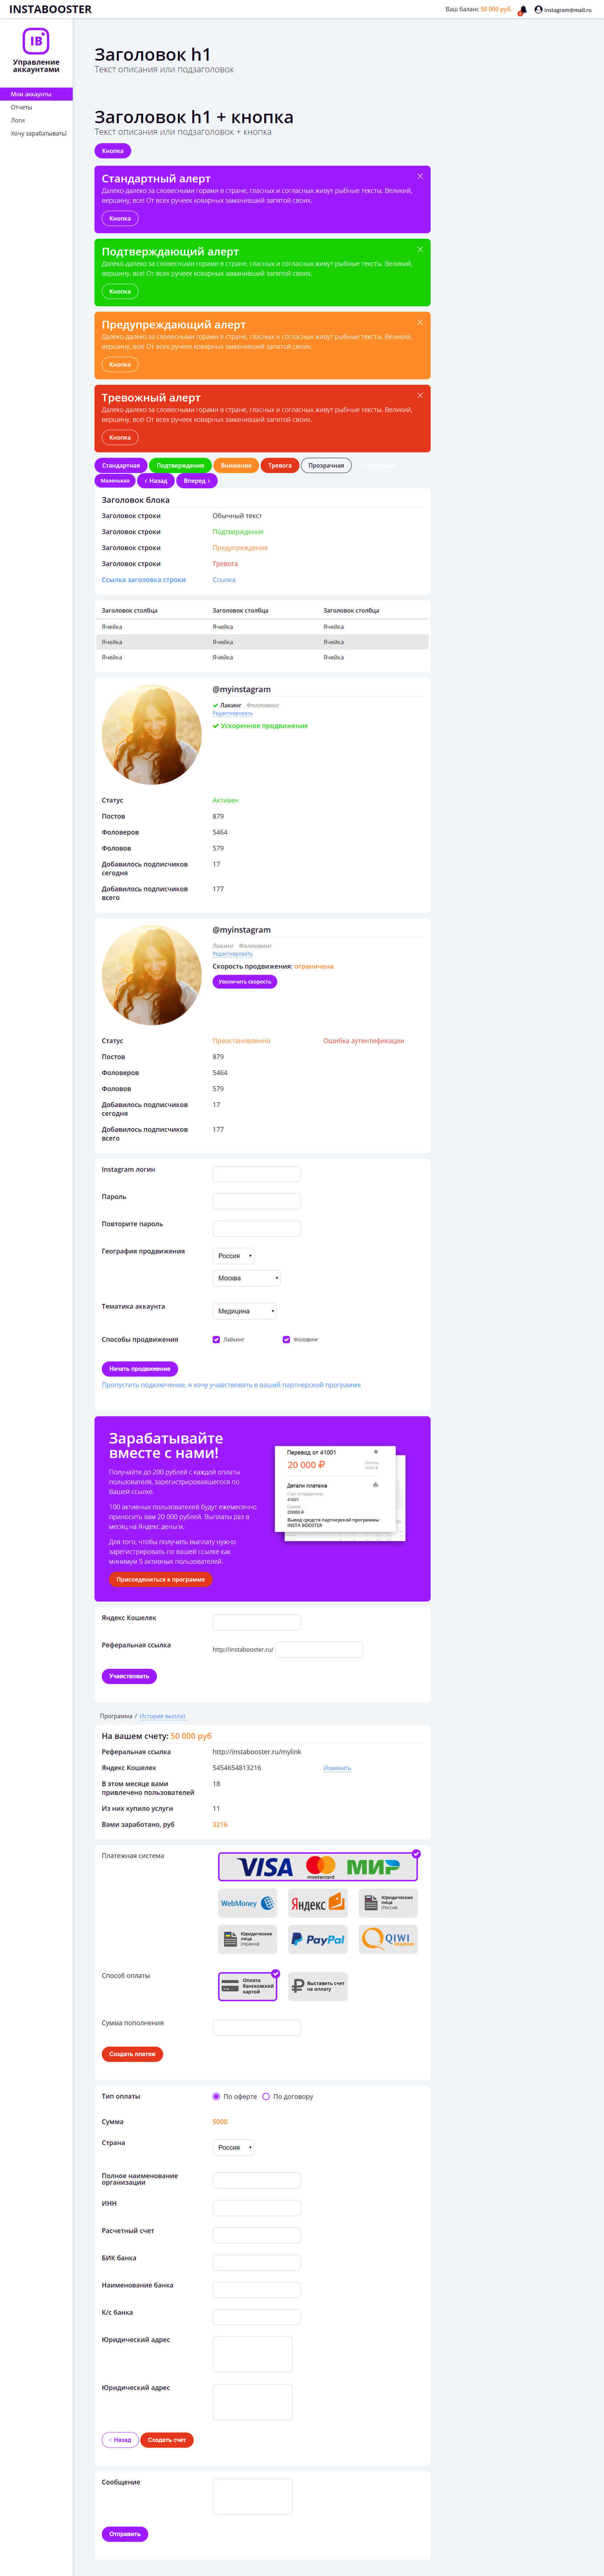 INSTABOOSTER
Ваш баланс 50 000 руб.
instagram@mail.ru
IB
Управление
аккаунтами
Мои аккаунты
Отчеты
Логи
Хочу зарабатывать!
Заголовок h1
Текст описания или подзаголовок
Заголовок h1 + кнопка
Текст описания или подзаголовок + кнопка
Кнопка
Стандартный алерт
Далеко-далеко за словесными горами в стране, гласных и согласных живут рыбные тексты. Великий,
вершину, все! От всех ручеек коварных заманивший запятой своих.
Кнопка
Подтверждающий алерт
Далеко-далеко за словесными горами в стране, гласных и согласных живут рыбные тексты. Великий,
вершину, все! От всех ручеек коварных заманивший запятой своих.
Кнопка
Предупреждающий алерт
Далеко-далеко за словесными горами в стране, гласных и согласных живут рыбные тексты. Великий,
вершину, все! От всех ручеек коварных заманивший запятой своих.
Кнопка
Тревожный алерт
Далеко-далеко за словесными горами в стране, гласных и согласных живут рыбные тексты. Великий,
вершину, все! От всех ручеек коварных заманивший запятой своих.
Кнопка
Стандартная Подтверждения Внимание Тревога Прозрачная
Маленькая ‹ Назад Вперед ›
Заголовок блока
Заголовок строки Обычный текст
Заголовок строки Подтверждение
Заголовок строки Предупреждение
Заголовок строки Тревога
Ссылка заголовка строки Ссылка
Заголовок столбца Заголовок столбца Заголовок столбца
Ячейка Ячейка Ячейка
Ячейка Ячейка Ячейка
Ячейка Ячейка Ячейка
@myinstagram
Лакинг Фолловинг
Редактировать
Ускоренное продвижение
Статус Активен
Постов 879
Фоловеров 5464
Фоловов 579
Добавилось подписчиков 17
сегодня
Добавилось подписчиков 177
всего
@myinstagram
Лакинг Фолловинг
Редактировать
Скорость продвижения: ограничена
Увеличить скорость
Статус Преостановленно Ошибка аутентификации
Постов 879
Фоловеров 5464
Фоловов 579
Добавилось подписчиков 17
сегодня
Добавилось подписчиков 177
всего
Instagram логин
Пароль
Повторите пароль
География продвижения Россия
Москва
Тематика аккаунта Медицина
Способы продвижения Лайкинг Фоловинг
Начать продвижение
Пропустить подключение, я хочу учавствовать в вашей партнерской программе
Зарабатывайте
вместе с нами!
Получайте до 200 рублей с каждой оплаты
пользователя, зарегистрировавшегося по
Вашей ссылке.
100 активных пользователей будут ежемесячно
приносить вам 20 000 рублей. Выплаты раз в
месяц на Яндекс деньги.
Для того, чтобы получить выплату нужно
зарегистрировать по вашей ссылке как
минимум 5 активных пользователей.
Присоедениться к программе
Перевод от 41001
20 000 ₽
Детали платежа
Счет отправителя
41001
Сумма
20000 ₽
Вывод средств партнерской программы
INSTA BOOSTER
Яндекс Кошелек
Реферальная ссылка http://instabooster.ru/
Учавствовать
Программа / История выплат
На вашем счету: 50 000 руб
Реферальная ссылка http://instabooster.ru/mylink
Яндекс Кошелек 5454654813216 Изменить
В этом месяце вами 18
привлечено пользователей
Из них купило услуги 11
Вами заработано, руб 3216
Платежная система
VISA mastercard МИР
WebMoney Яндекс Юридические
лица
(Россия)
Юридические
лица
(Украина)
PayPal QIWI
КОШЕЛЕК
Способ оплаты
Оплата
бансковской
картой
Выставить счет
на оплату
Сумма пополнения
Создать платеж
Тип оплаты По оферте По договору
Сумма 5000
Страна Россия
Полное наименование
организации
ИНН
Расчетный счет
БИК банка
Наименование банка
К/с банка
Юридический адрес
Юридический адрес
‹ Назад Создать счет
Сообщение
Отправить